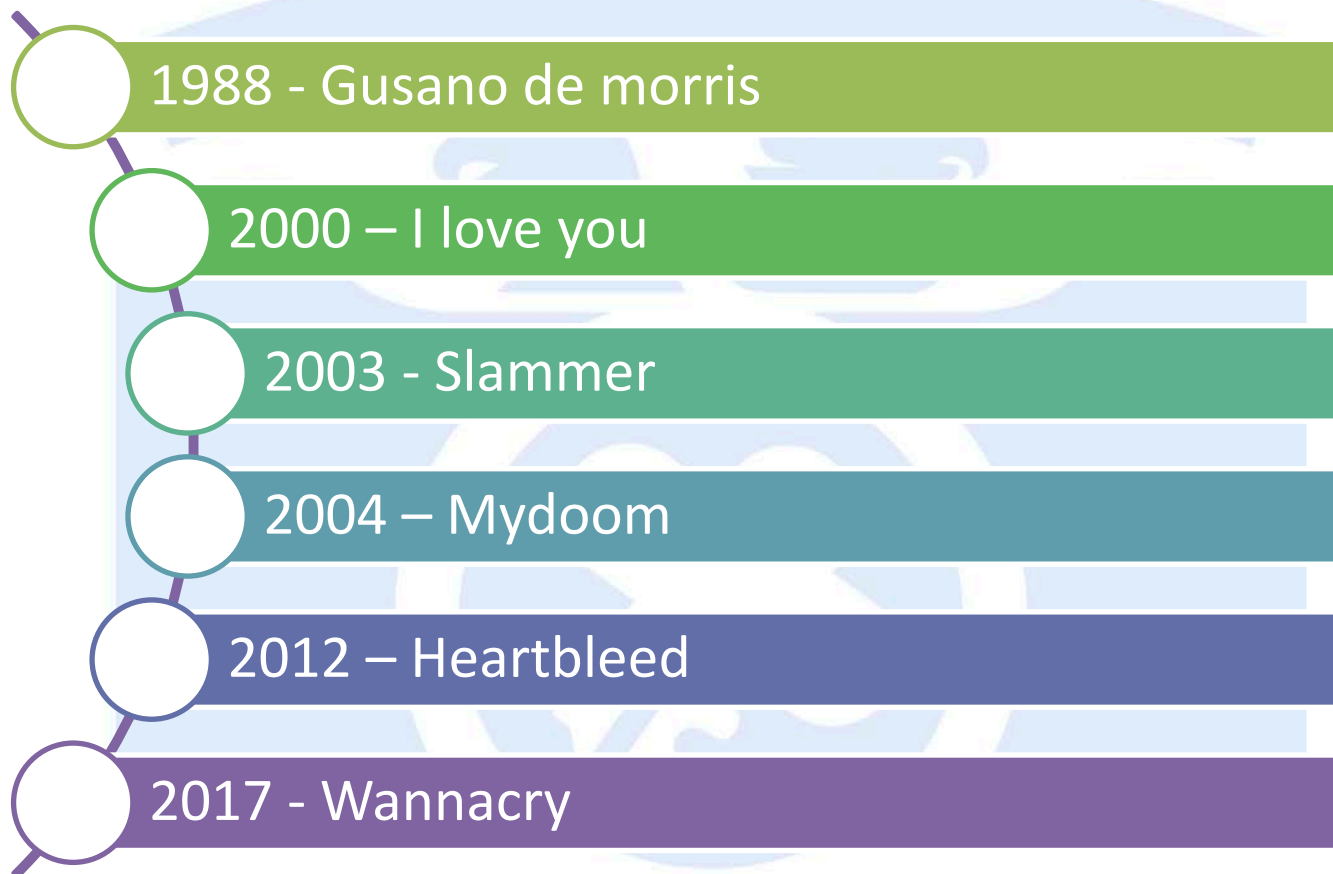 1988 - Gusano de morris
2000 – I love you
2003 - Slammer
2004 – Mydoom
2012 – Heartbleed
2017 - Wannacry